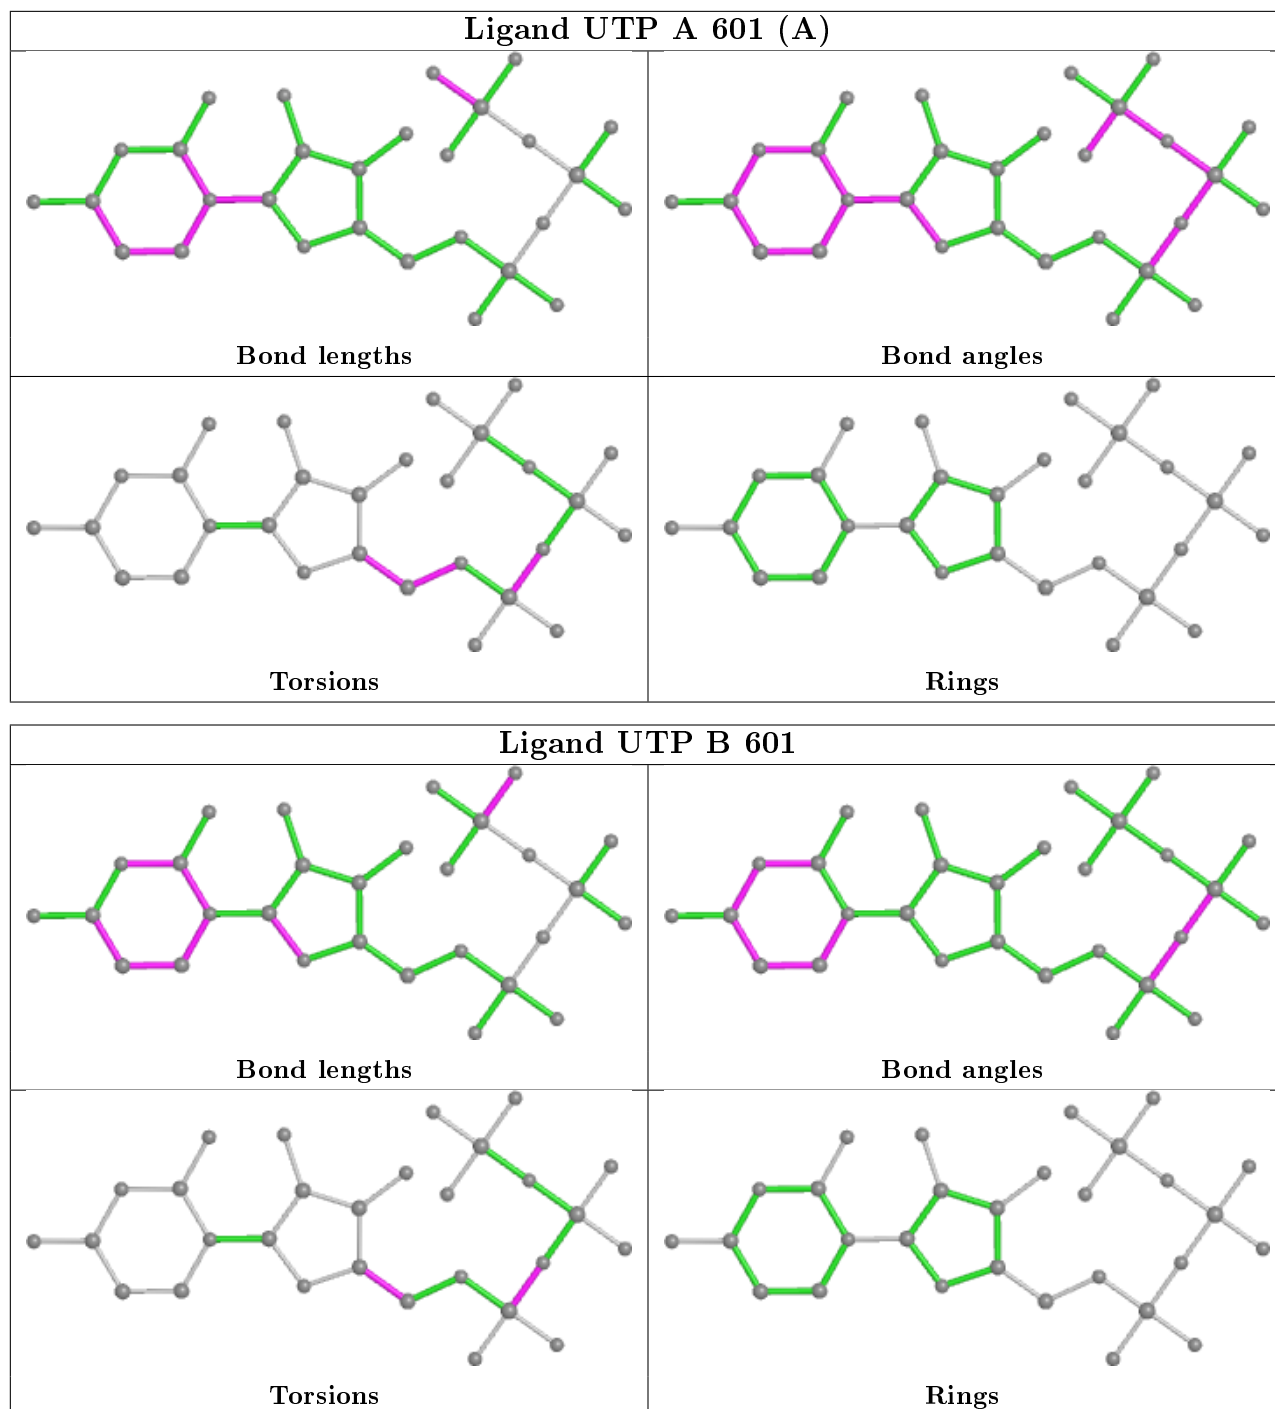 Ligand UTP A 601 (A)
Bond lengths
Bond angles
Torsions
Rings
Ligand UTP B 601
Bond lengths
Bond angles
Torsions
Rings